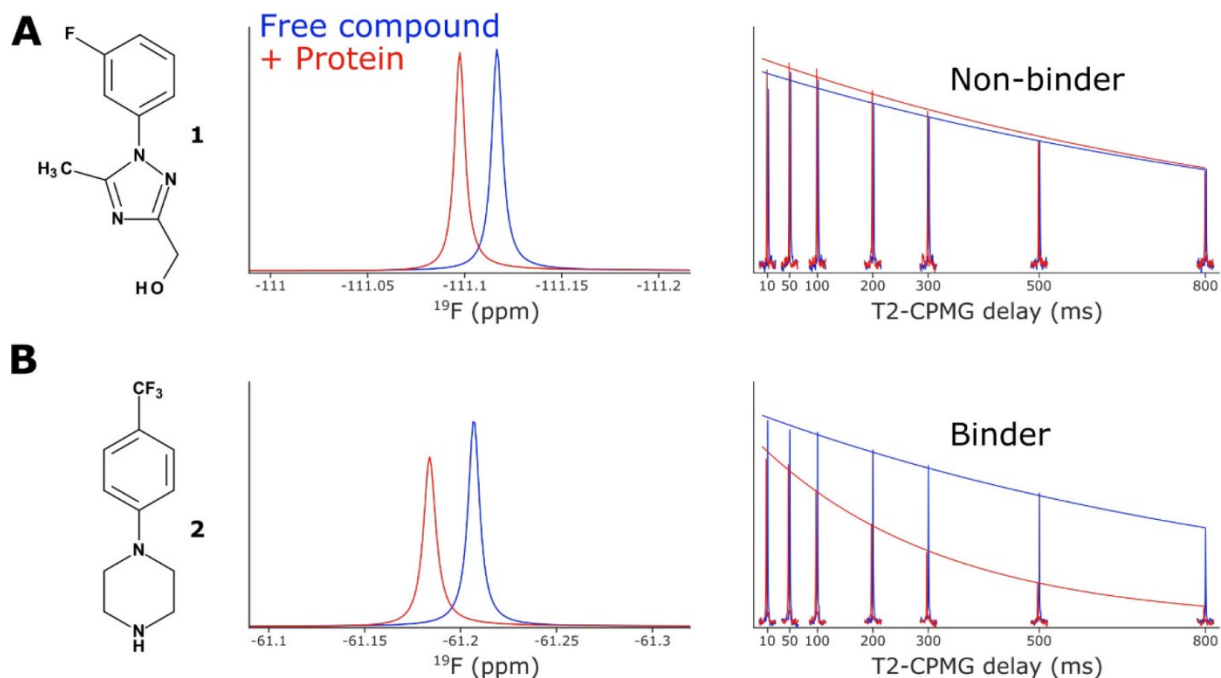 A
F
1
N
H₃C
N
N
HO
Free compound
+ Protein
-111
-111.05
-111.1
-111.15
-111.2
¹⁹F (ppm)
Non-binder
10 50 100 200 300 500 800
T2-CPMG delay (ms)
B
CF₃
2
N
N
H
-61.1
-61.15
-61.2
-61.25
-61.3
¹⁹F (ppm)
Binder
10 50 100 200 300 500 800
T2-CPMG delay (ms)